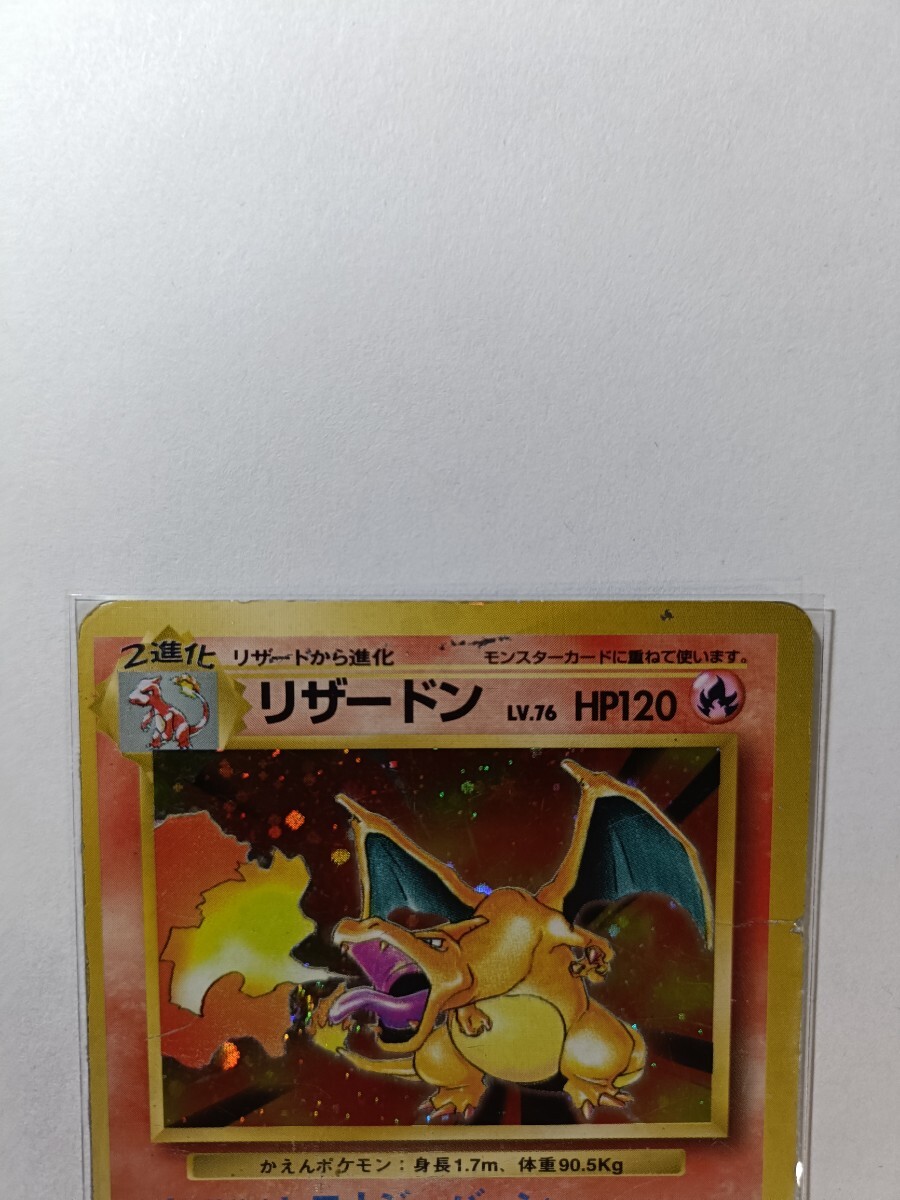 2進化
リザードから進化
モンスターカードに重ねて使います。
リザードン LV.76 HP120
かえんポケモン：身長1.7m、体重90.5Kg